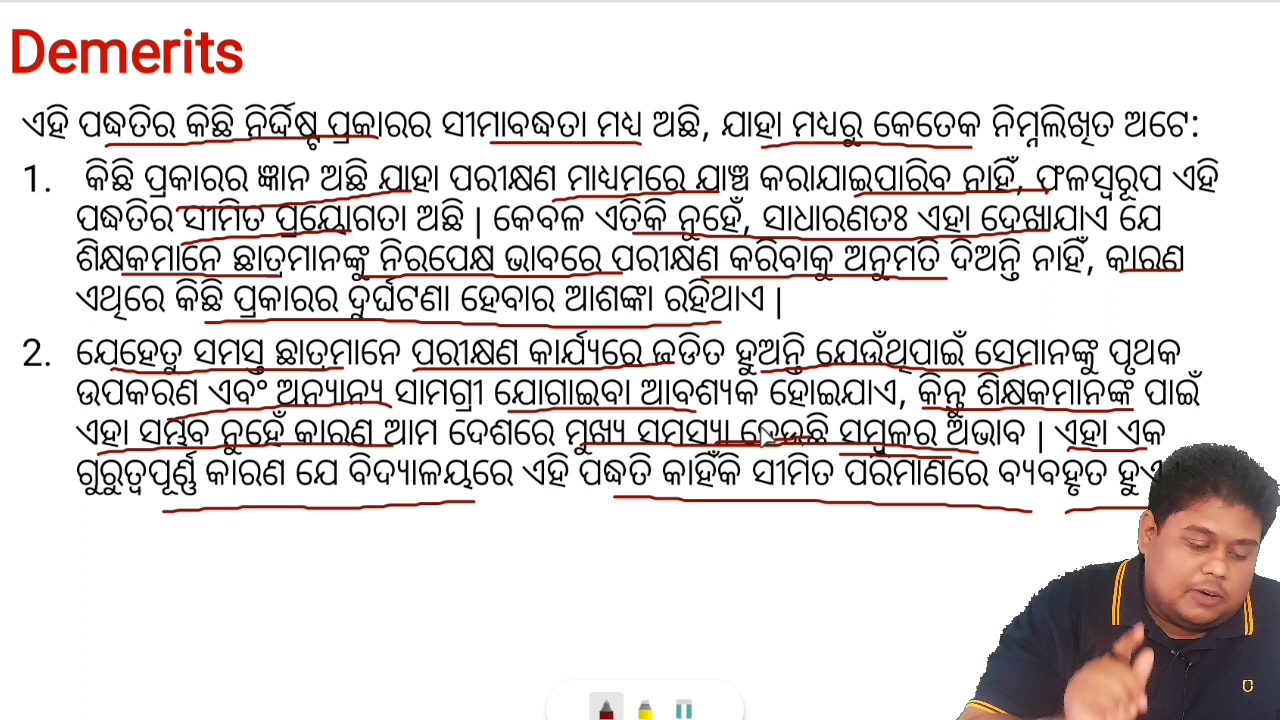 Demerits
ଏହି ପଦ୍ଧତିର କିଛି ନିର୍ଦ୍ଦିଷ୍ଟ ପ୍ରକାରର ସୀମାବଦ୍ଧତା ମଧ୍ୟ ଅଛି, ଯାହା ମଧ୍ୟରୁ କେତେକ ନିମ୍ନଲିଖିତ ଅଟେ:
1. କିଛି ପ୍ରକାରର ଜ୍ଞାନ ଅଛି ଯାହା ପରୀକ୍ଷଣ ମାଧ୍ୟମରେ ଯାଞ୍ଚ କରାଯାଇପାରିବ ନାହିଁ, ଫଳସ୍ୱରୂପ ଏହି
ପଦ୍ଧତିର ସୀମିତ ପ୍ରୟୋଗତା ଅଛି | କେବଳ ଏତିକି ନୁହେଁ, ସାଧାରଣତଃ ଏହା ଦେଖାଯାଏ ଯେ
ଶିକ୍ଷକମାନେ ଛାତ୍ରମାନଙ୍କୁ ନିରପେକ୍ଷ ଭାବରେ ପରୀକ୍ଷଣ କରିବାକୁ ଅନୁମତି ଦିଅନ୍ତି ନାହିଁ, କାରଣ
ଏଥିରେ କିଛି ପ୍ରକାରର ଦୁର୍ଘଟଣା ହେବାର ଆଶଙ୍କା ରହିଥାଏ |
2. ଯେହେତୁ ସମସ୍ତ ଛାତ୍ରମାନେ ପରୀକ୍ଷଣ କାର୍ଯ୍ୟରେ ଜଡିତ ହୁଅନ୍ତି ଯେଉଁଥିପାଇଁ ସେମାନଙ୍କୁ ପୃଥକ
ଉପକରଣ ଏବଂ ଅନ୍ୟାନ୍ୟ ସାମଗ୍ରୀ ଯୋଗାଇବା ଆବଶ୍ୟକ ହୋଇଯାଏ, କିନ୍ତୁ ଶିକ୍ଷକମାନଙ୍କ ପାଇଁ
ଏହା ସମ୍ଭବ ନୁହେଁ କାରଣ ଆମ ଦେଶରେ ମୁଖ୍ୟ ସମସ୍ୟା ହେଉଛି ସମ୍ବଳର ଅଭାବ | ଏହା ଏକ
ଗୁରୁତ୍ୱପୂର୍ଣ୍ଣ କାରଣ ଯେ ବିଦ୍ୟାଳୟରେ ଏହି ପଦ୍ଧତି କାହିଁକି ସୀମିତ ପରିମାଣରେ ବ୍ୟବହୃତ